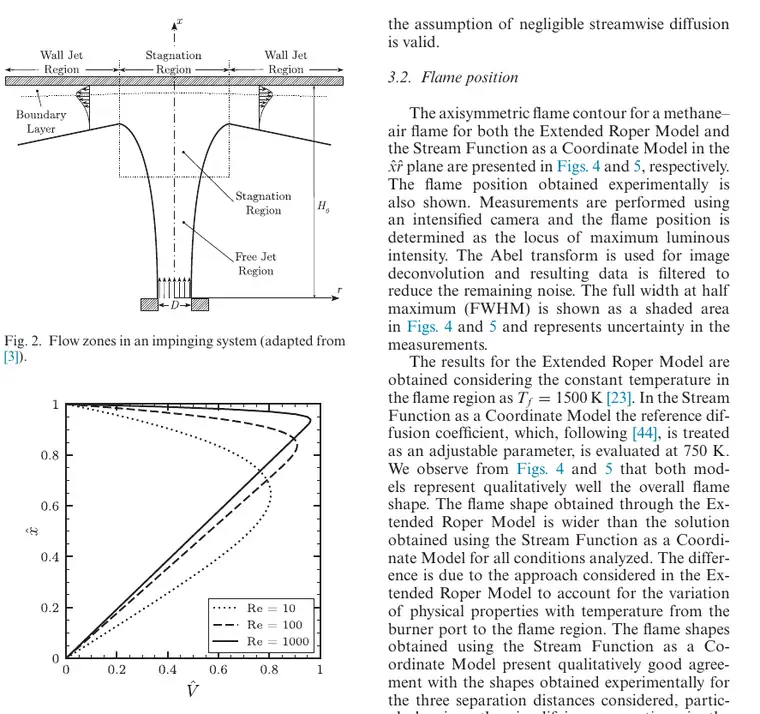 x
Wall Jet
Region
Stagnation
Region
Wall Jet
Region
Boundary
Layer
Stagnation
Region
H_g
Free Jet
Region
r
D
Fig. 2. Flow zones in an impinging system (adapted from
[3]).
1
0.8
0.6
0.4
0.2
0
x̂
Re = 10
Re = 100
Re = 1000
0 0.2 0.4 0.6 0.8 1
V̂
the assumption of negligible streamwise diffusion
is valid.
3.2. Flame position
The axisymmetric flame contour for a methane–
air flame for both the Extended Roper Model and
the Stream Function as a Coordinate Model in the
x̂r̂ plane are presented in Figs. 4 and 5, respectively.
The flame position obtained experimentally is
also shown. Measurements are performed using
an intensified camera and the flame position is
determined as the locus of maximum luminous
intensity. The Abel transform is used for image
deconvolution and resulting data is filtered to
reduce the remaining noise. The full width at half
maximum (FWHM) is shown as a shaded area
in Figs. 4 and 5 and represents uncertainty in the
measurements.
The results for the Extended Roper Model are
obtained considering the constant temperature in
the flame region as T_f = 1500 K [23]. In the Stream
Function as a Coordinate Model the reference dif-
fusion coefficient, which, following [44], is treated
as an adjustable parameter, is evaluated at 750 K.
We observe from Figs. 4 and 5 that both mod-
els represent qualitatively well the overall flame
shape. The flame shape obtained through the Ex-
tended Roper Model is wider than the solution
obtained using the Stream Function as a Coordi-
nate Model for all conditions analyzed. The differ-
ence is due to the approach considered in the Ex-
tended Roper Model to account for the variation
of physical properties with temperature from the
burner port to the flame region. The flame shapes
obtained using the Stream Function as a Co-
ordinate Model present qualitatively good agree-
ment with the shapes obtained experimentally for
the three separation distances considered, partic-